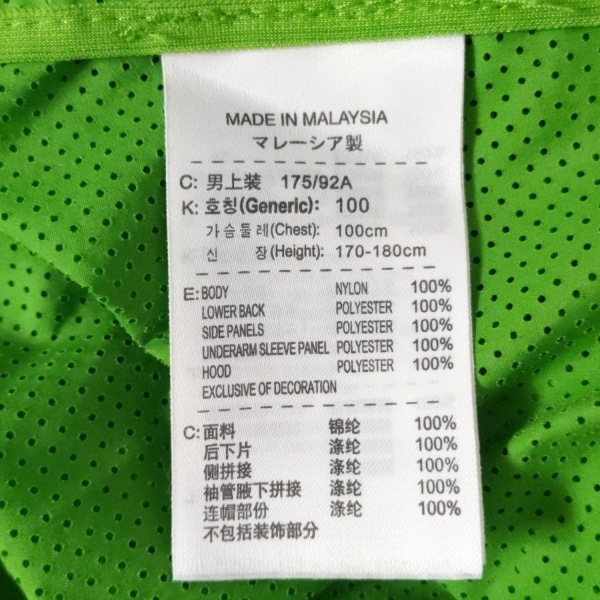 MADE IN MALAYSIA
マレーシア製
C: 男上装 175/92A
K: 호칭(Generic): 100
가슴둘레(Chest): 100cm
신 장(Height): 170-180cm
E: BODY NYLON 100%
LOWER BACK POLYESTER 100%
SIDE PANELS POLYESTER 100%
UNDERARM SLEEVE PANEL POLYESTER 100%
HOOD POLYESTER 100%
EXCLUSIVE OF DECORATION
C: 面料 锦纶 100%
后下片 涤纶 100%
侧拼接 涤纶 100%
袖管腋下拼接 涤纶 100%
连帽部份 涤纶 100%
不包括装饰部分